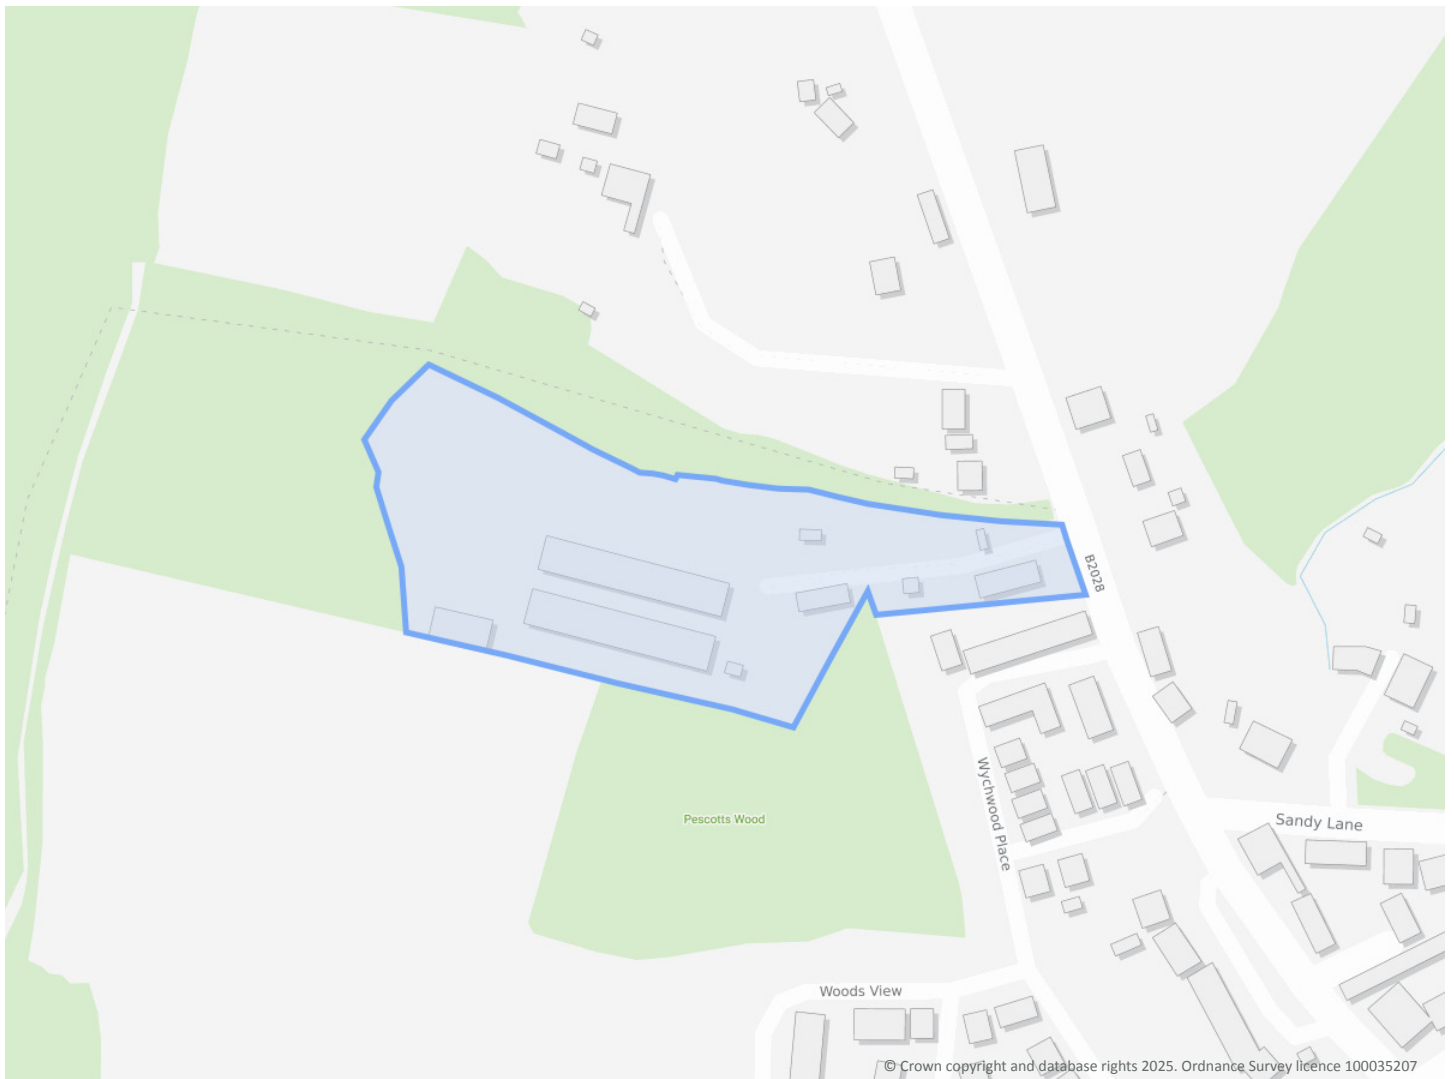 B2028
Wychwood Place
Sandy Lane
Pescotts Wood
Woods View
© Crown copyright and database rights 2025. Ordnance Survey licence 100035207